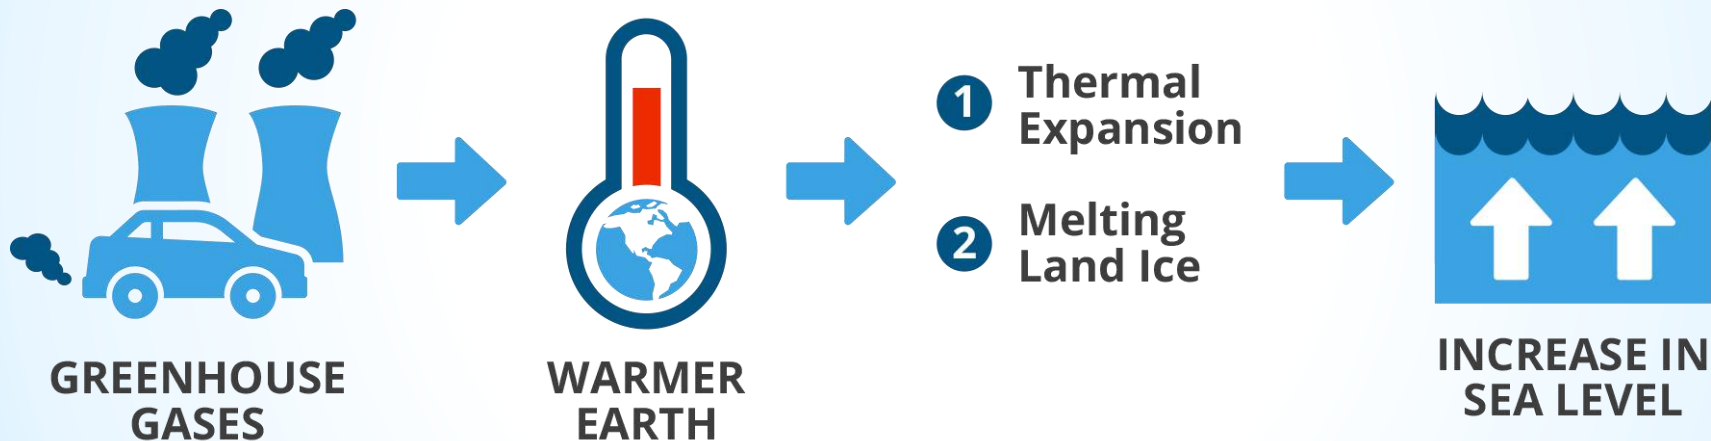 GREENHOUSE
GASES
WARMER
EARTH
1 Thermal
Expansion
2 Melting
Land Ice
INCREASE IN
SEA LEVEL